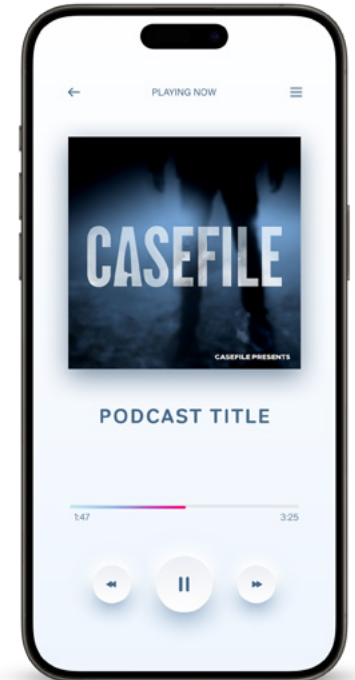 PLAYING NOW
CASEFILE
CASEFILE PRESENTS
PODCAST TITLE
1:47
3:25